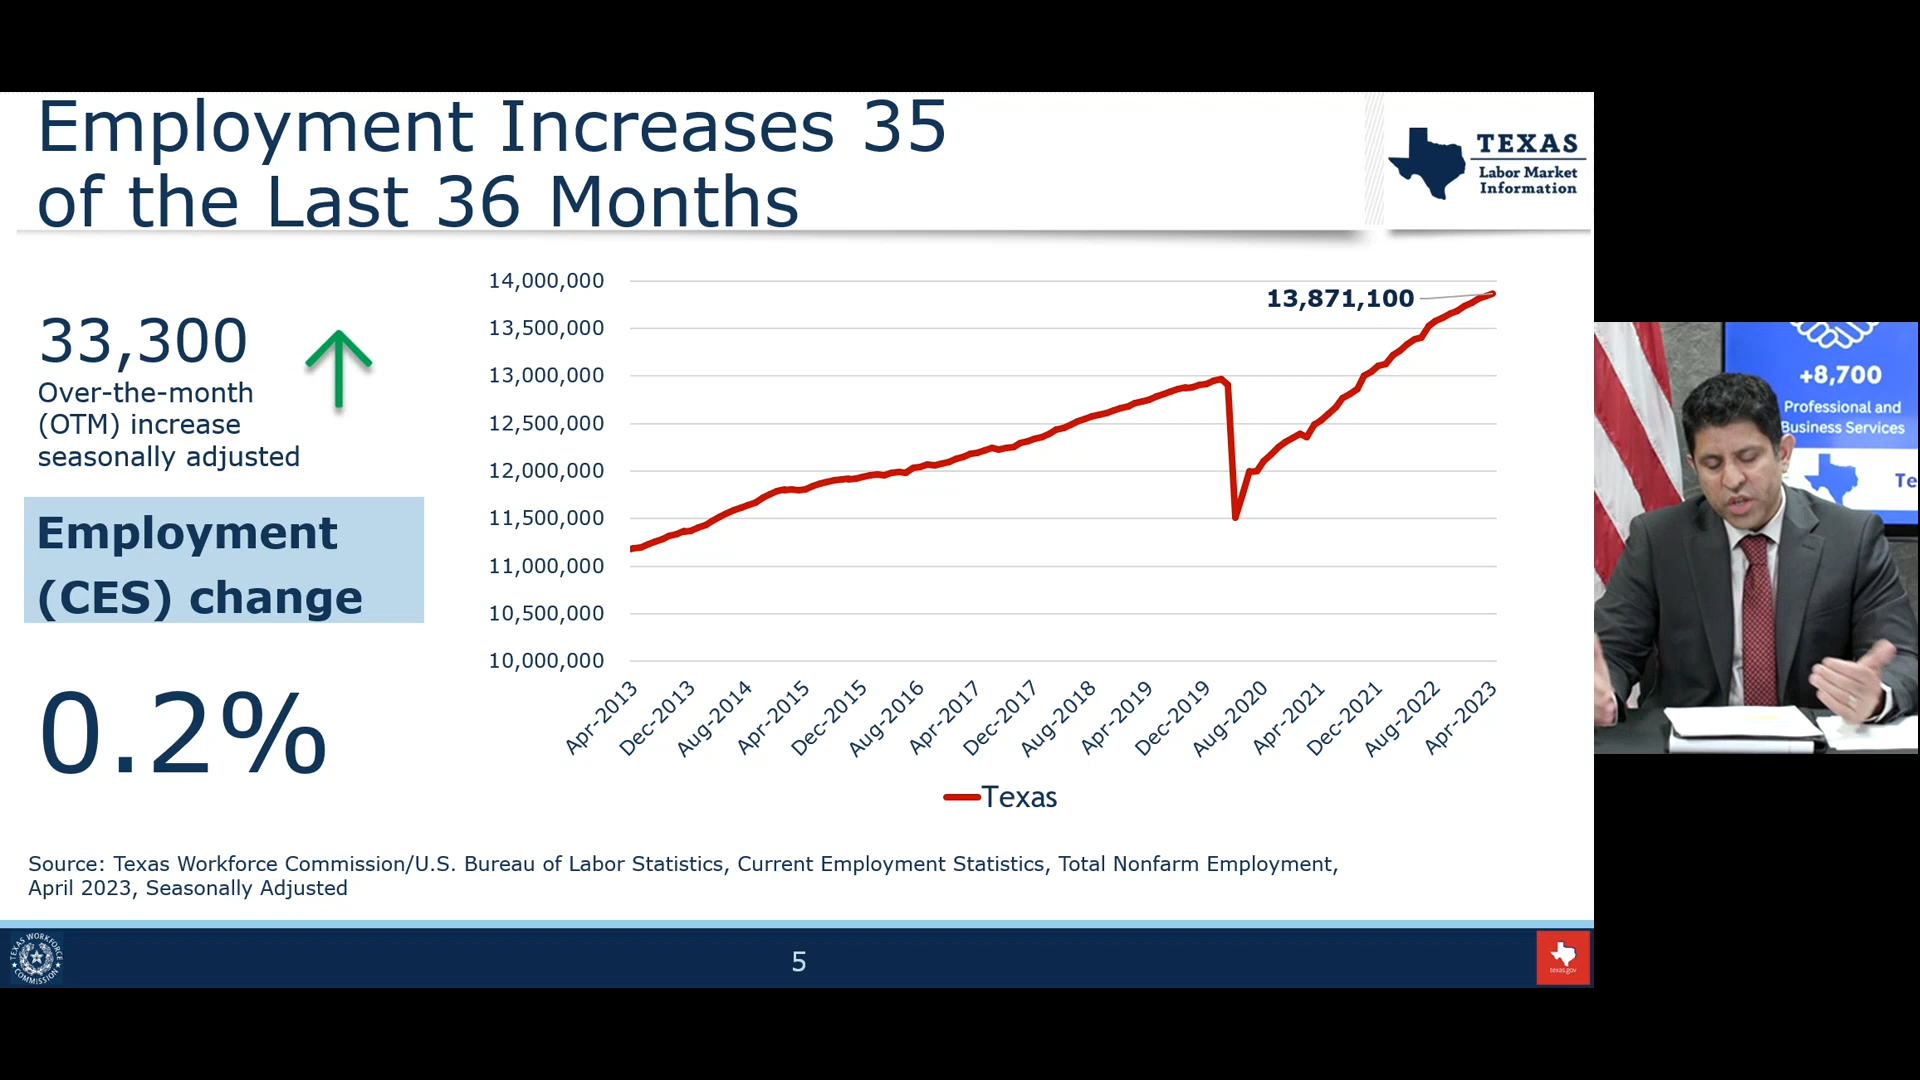 Employment Increases 35
of the Last 36 Months
TEXAS
Labor Market
Information
33,300
Over-the-month
(OTM) increase
seasonally adjusted
Employment
(CES) change
0.2%
14,000,000
13,500,000
13,000,000
12,500,000
12,000,000
11,500,000
11,000,000
10,500,000
10,000,000
13,871,100
Apr-2013
Dec-2013
Aug-2014
Apr-2015
Dec-2015
Aug-2016
Apr-2017
Dec-2017
Aug-2018
Apr-2019
Dec-2019
Aug-2020
Apr-2021
Dec-2021
Aug-2022
Apr-2023
Texas
Source: Texas Workforce Commission/U.S. Bureau of Labor Statistics, Current Employment Statistics, Total Nonfarm Employment,
April 2023, Seasonally Adjusted
TEXAS WORKFORCE
COMMISSION
5
texas.gov
+8,700
Professional and
Business Services
Te